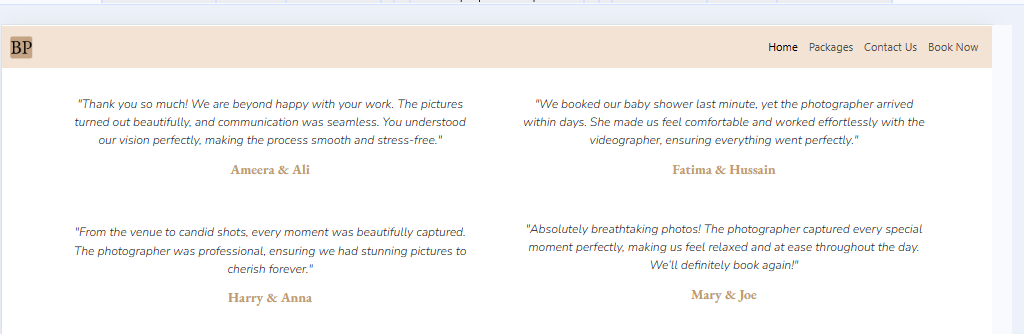 BP
Home Packages Contact Us Book Now
"Thank you so much! We are beyond happy with your work. The pictures
turned out beautifully, and communication was seamless. You understood
our vision perfectly, making the process smooth and stress-free."
Ameera & Ali
"We booked our baby shower last minute, yet the photographer arrived
within days. She made us feel comfortable and worked effortlessly with the
videographer, ensuring everything went perfectly."
Fatima & Hussain
"From the venue to candid shots, every moment was beautifully captured.
The photographer was professional, ensuring we had stunning pictures to
cherish forever."
Harry & Anna
"Absolutely breathtaking photos! The photographer captured every special
moment perfectly, making us feel relaxed and at ease throughout the day.
We'll definitely book again!"
Mary & Joe